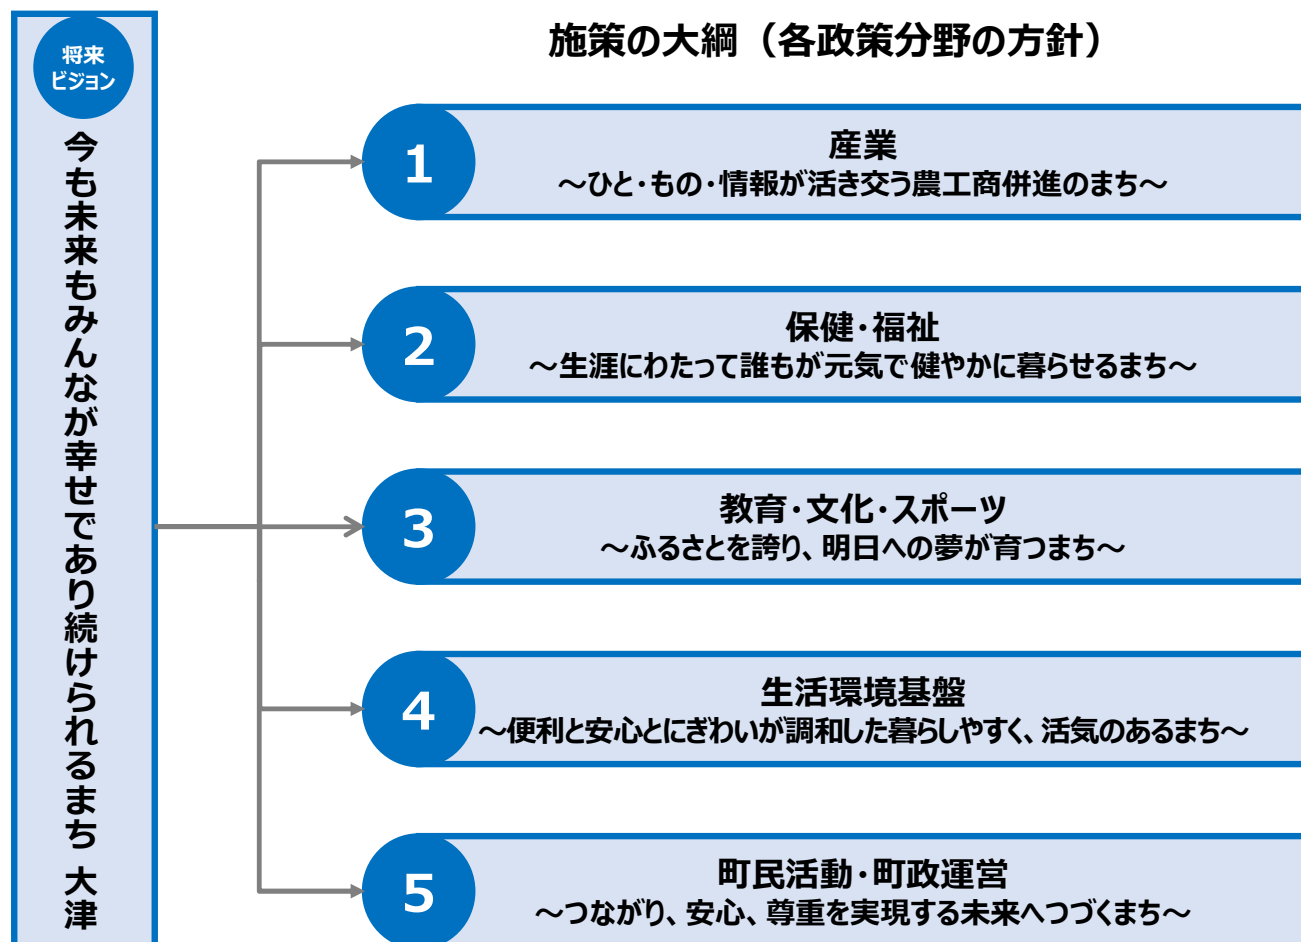 将来
ビジョン
今も未来もみんなが幸せであり続けられるまち 大津
施策の大綱（各政策分野の方針）
1
産業
～ひと・もの・情報が活き交う農工商併進のまち～
2
保健・福祉
～生涯にわたって誰もが元気で健やかに暮らせるまち～
3
教育・文化・スポーツ
～ふるさとを誇り、明日への夢が育つまち～
4
生活環境基盤
～便利と安心とにぎわいが調和した暮らしやすく、活気のあるまち～
5
町民活動・町政運営
～つながり、安心、尊重を実現する未来へつづくまち～